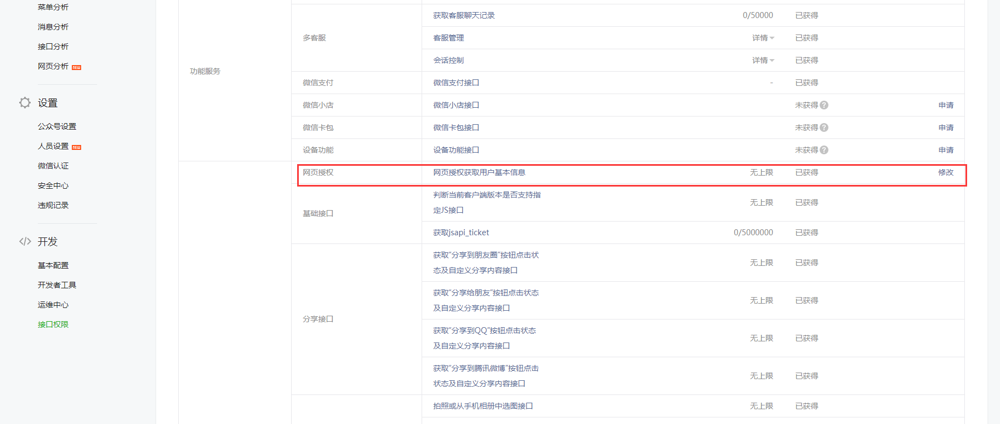 菜单分析
消息分析
接口分析
网页分析 NEW
设置
公众号设置
人员设置 NEW
微信认证
安全中心
违规记录
</> 开发
基本配置
开发者工具
运维中心
接口权限
功能服务
多客服
获取客服聊天记录 0/50000 已获得
客服管理 详情 已获得
会话控制 详情 已获得
微信支付 微信支付接口 - 已获得
微信小店 微信小店接口 未获得 ? 申请
微信卡包 微信卡包接口 未获得 ? 申请
设备功能 设备功能接口 未获得 ? 申请
网页授权 网页授权获取用户基本信息 无上限 已获得 修改
基础接口
判断当前客户端版本是否支持指
定JS接口
无上限 已获得
获取jsapi_ticket 0/5000000 已获得
分享接口
获取“分享到朋友圈”按钮点击状
态及自定义分享内容接口
无上限 已获得
获取“分享给朋友”按钮点击状态
及自定义分享内容接口
无上限 已获得
获取“分享到QQ”按钮点击状态
及自定义分享内容接口
无上限 已获得
获取“分享到腾讯微博”按钮点击
状态及自定义分享内容接口
无上限 已获得
拍照或从手机相册中选图接口 无上限 已获得